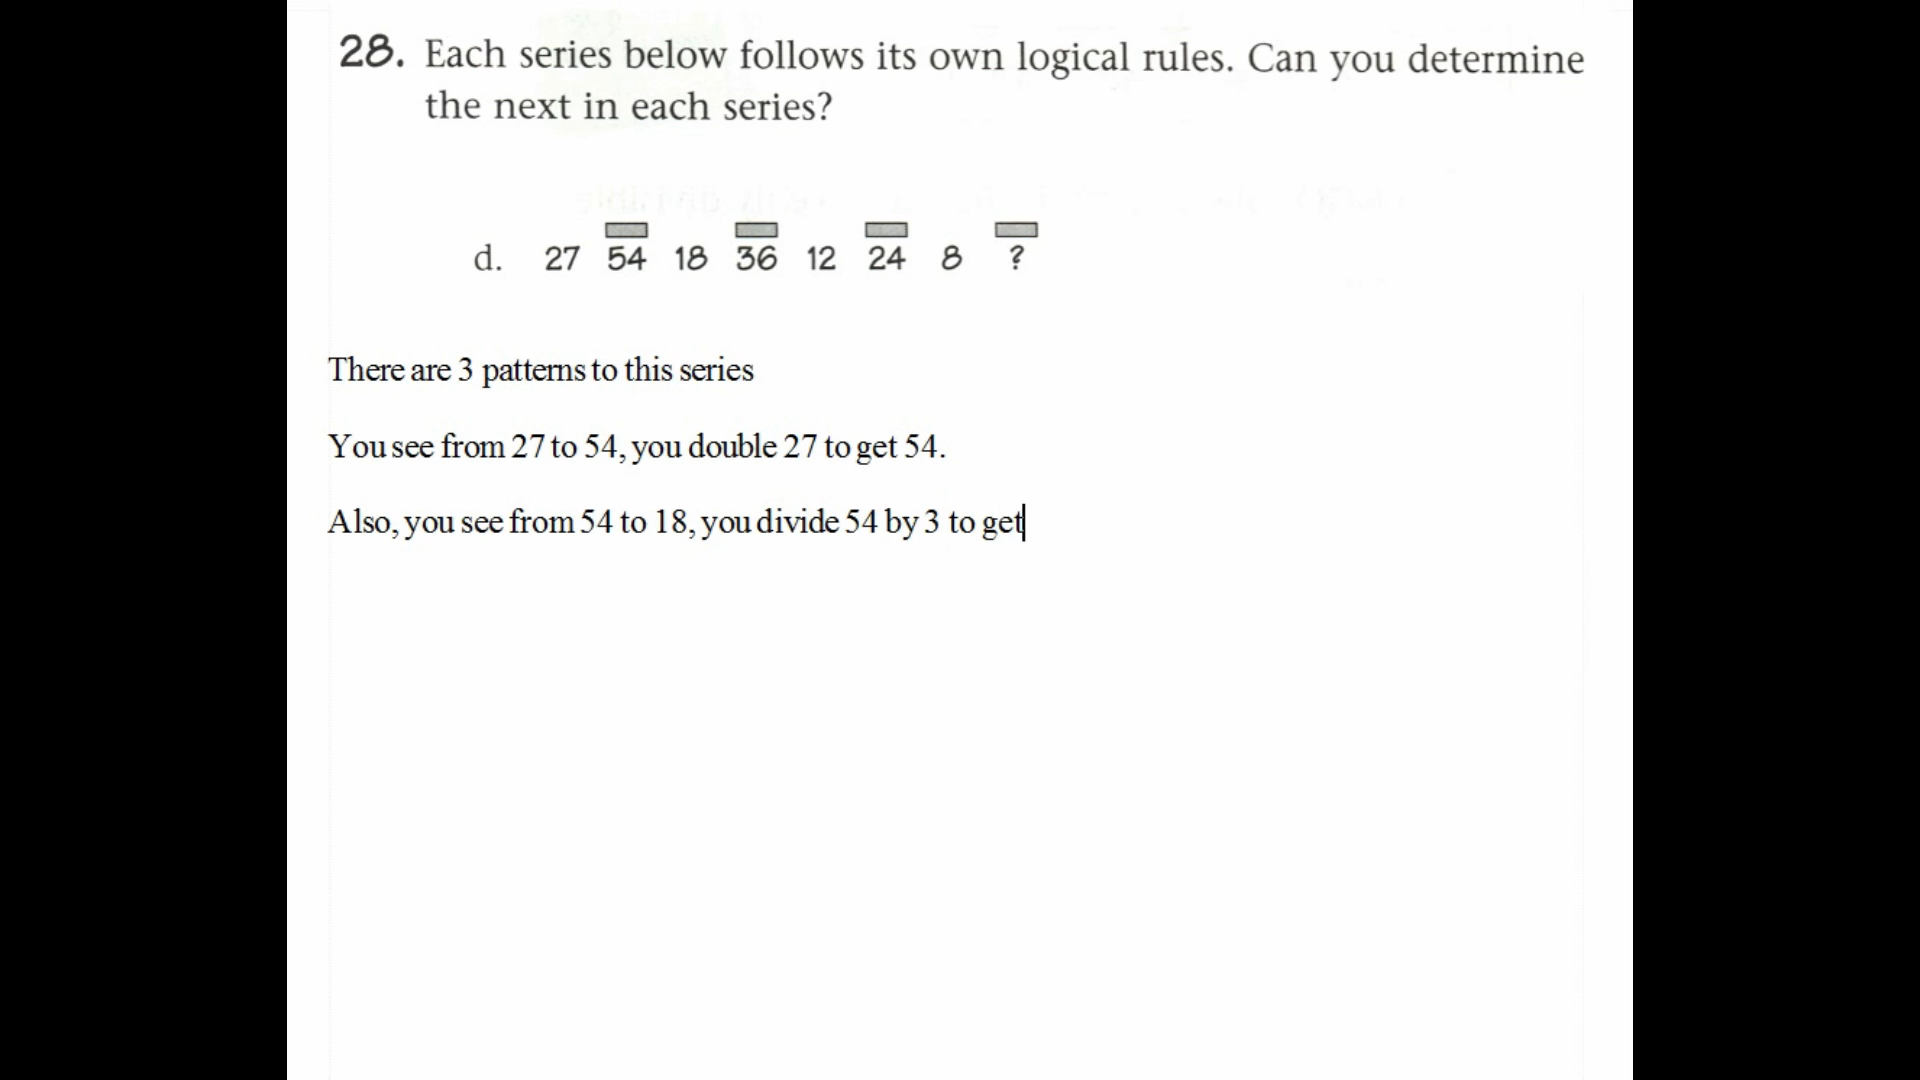 28. Each series below follows its own logical rules. Can you determine
the next in each series?
d. 27 54 18 36 12 24 8 ?
There are 3 patterns to this series
You see from 27 to 54, you double 27 to get 54.
Also, you see from 54 to 18, you divide 54 by 3 to get